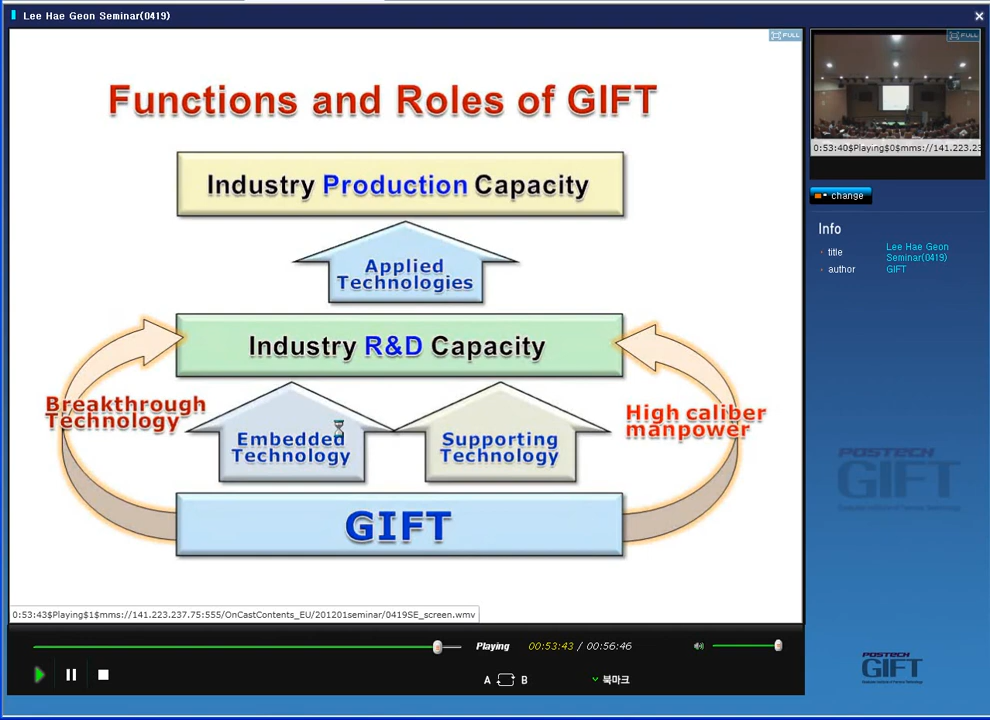 Lee Hae Geon Seminar(0419)
FULL
Functions and Roles of GIFT
Industry Production Capacity
Applied
Technologies
Industry R&D Capacity
Breakthrough
Technology
Embedded
Technology
Supporting
Technology
High caliber
manpower
GIFT
0:53:43$Playing$1$mms://141.223.237.75:555/OnCastContents_EU/201201seminar/0419SE_screen.wmv
Playing 00:53:43 / 00:56:46
A B
북마크
FULL
0:53:40$Playing$0$mms://141.223.23
change
Info
title Lee Hae Geon
Seminar(0419)
author GIFT
POSTECH
GIFT
POSTECH
GIFT